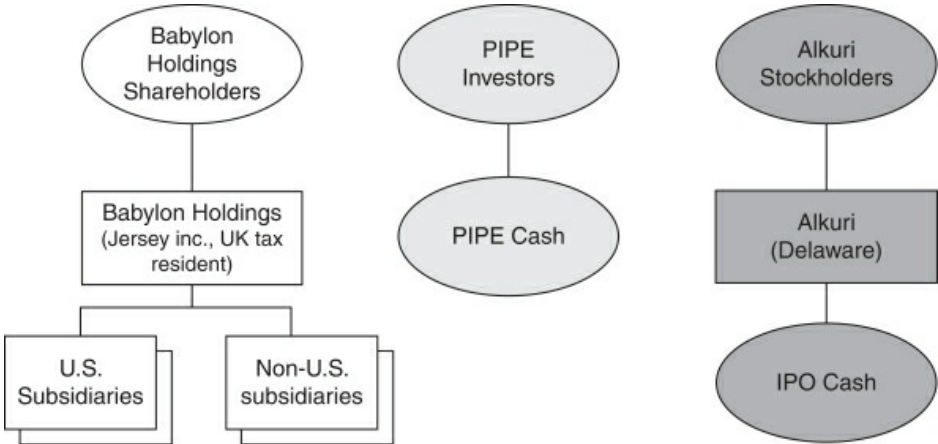 Babylon
Holdings
Shareholders
PIPE
Investors
Alkuri
Stockholders
Babylon Holdings
(Jersey inc., UK tax
resident)
PIPE Cash
Alkuri
(Delaware)
U.S.
Subsidiaries
Non-U.S.
subsidiaries
IPO Cash